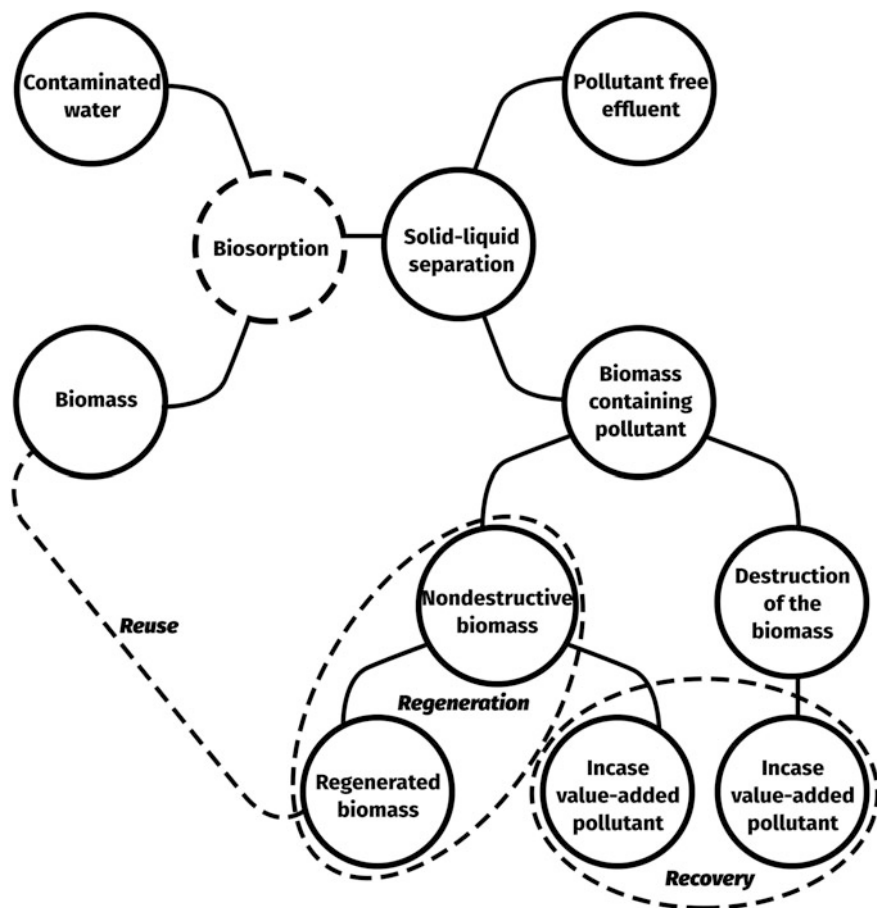 Contaminated
water
Pollutant free
effluent
Biosorption
Solid-liquid
separation
Biomass
Biomass
containing
pollutant
Nondestructive
biomass
Destruction
of the
biomass
Reuse
Regeneration
Regenerated
biomass
Incase
value-added
pollutant
Incase
value-added
pollutant
Recovery